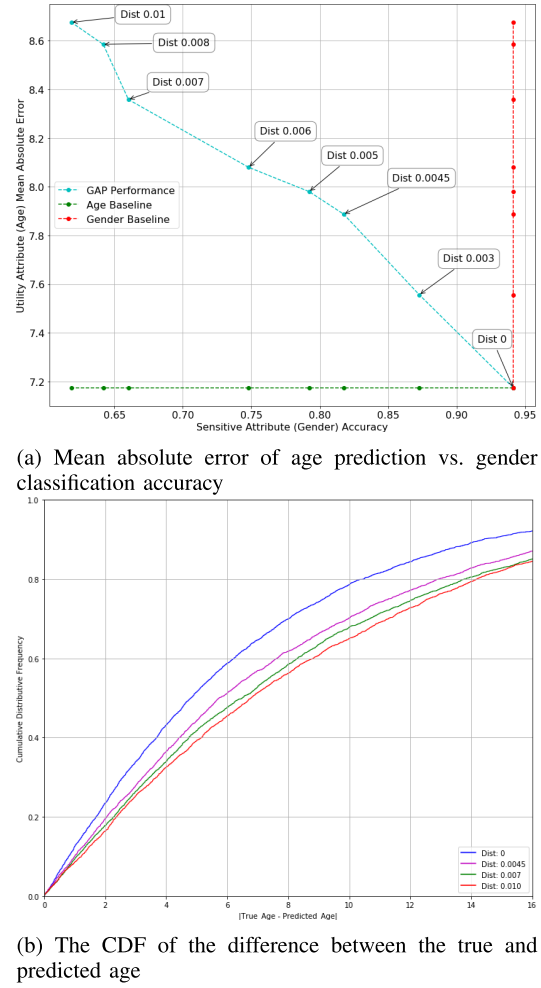 Utility Attribute (Age) Mean Absolute Error
8.6
8.4
8.2
8.0
7.8
7.6
7.4
7.2
Dist 0.01
Dist 0.008
Dist 0.007
Dist 0.006
Dist 0.005
Dist 0.0045
Dist 0.003
Dist 0
GAP Performance
Age Baseline
Gender Baseline
0.65 0.70 0.75 0.80 0.85 0.90 0.95
Sensitive Attribute (Gender) Accuracy
(a) Mean absolute error of age prediction vs. gender
classification accuracy
Cumulative Distributive Frequency
1.0
0.8
0.6
0.4
0.2
0.0
Dist: 0
Dist: 0.0045
Dist: 0.007
Dist: 0.010
0 2 4 6 8 10 12 14 16
|True Age - Predicted Age|
(b) The CDF of the difference between the true and
predicted age